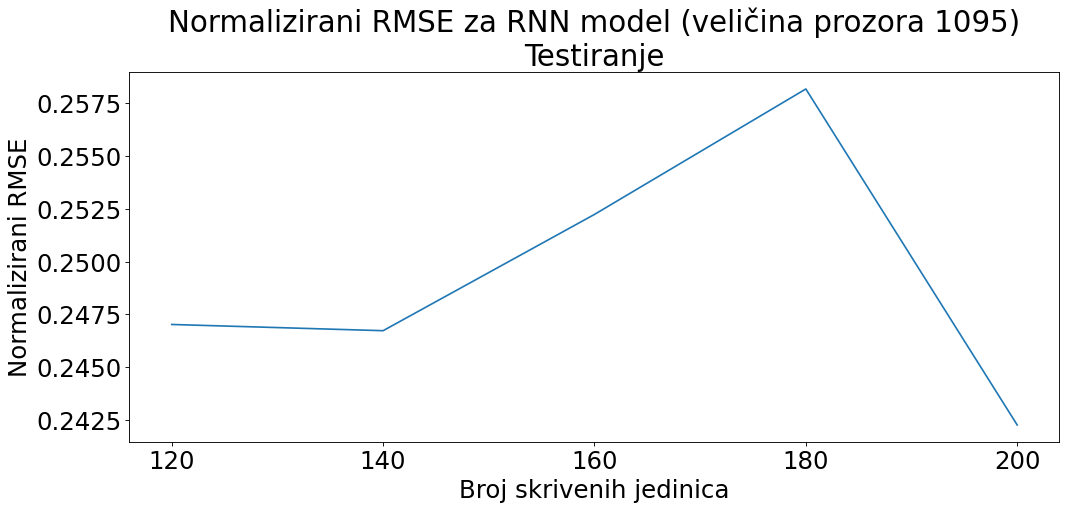 Normalizirani RMSE za RNN model (veličina prozora 1095)
Testiranje
Normalizirani RMSE
0.2575
0.2550
0.2525
0.2500
0.2475
0.2450
0.2425
120 140 160 180 200
Broj skrivenih jedinica